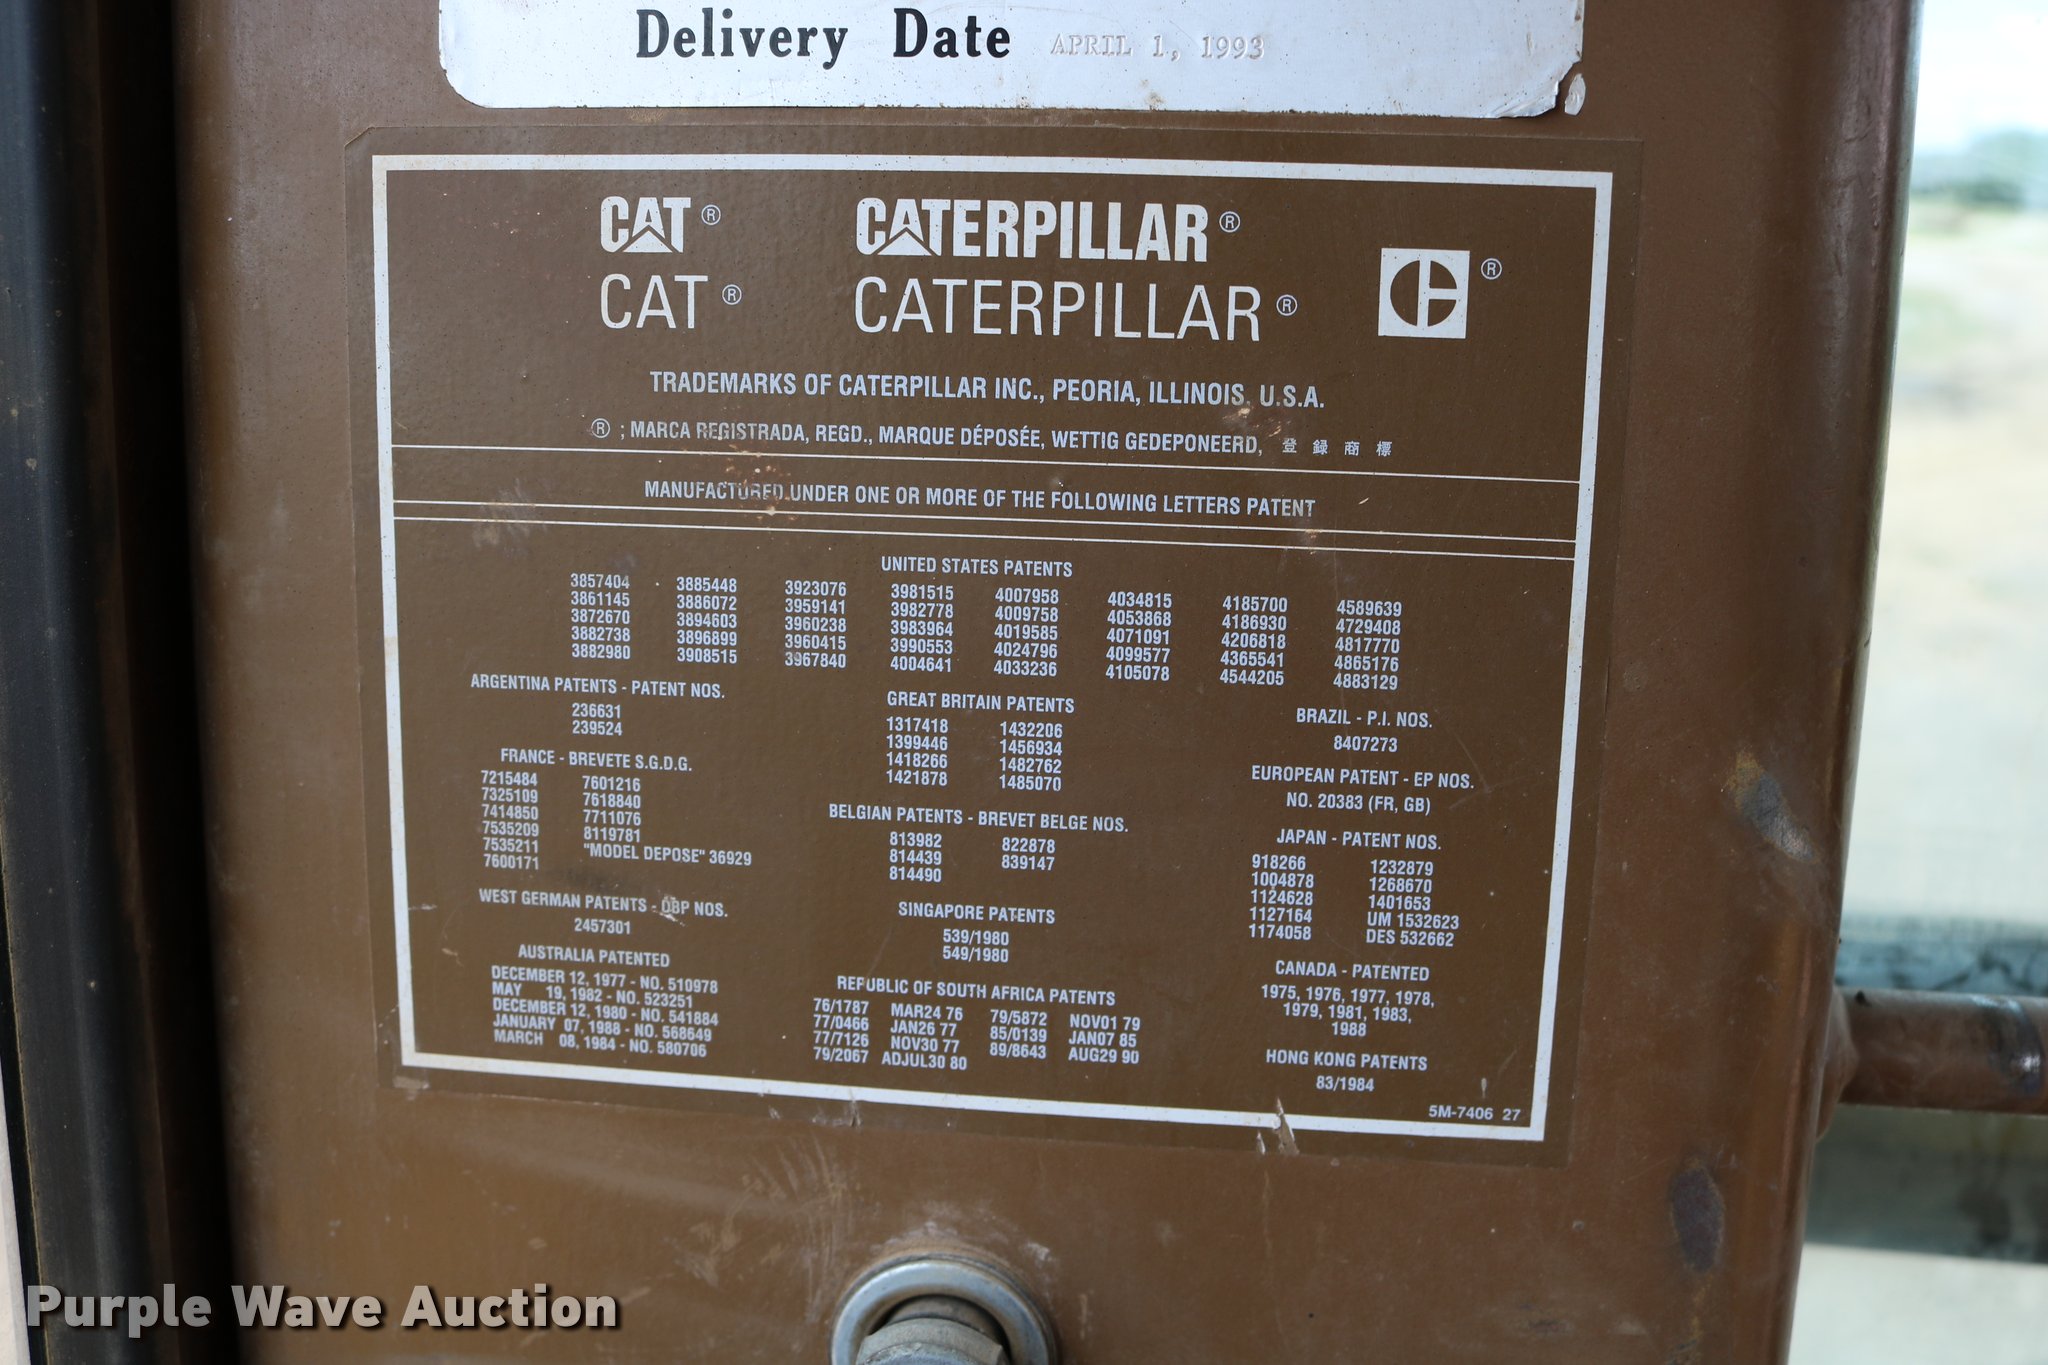 Delivery Date APRIL 1, 1993
CAT ® CATERPILLAR ®
CAT ® CATERPILLAR ® ®
TRADEMARKS OF CATERPILLAR INC., PEORIA, ILLINOIS, U.S.A.
® ; MARCA REGISTRADA, REGD., MARQUE DÉPOSÉE, WETTIG GEDEPONEERD, 登録商標
MANUFACTURED UNDER ONE OR MORE OF THE FOLLOWING LETTERS PATENT
UNITED STATES PATENTS
3857404 3885448 3923076 3981515 4007958 4034815 4185700 4589639
3861145 3886072 3959141 3982778 4009758 4053868 4186930 4729408
3872670 3894603 3960238 3983964 4019585 4071091 4206818 4817770
3882738 3896899 3960415 3990553 4024796 4099577 4365541 4865176
3882980 3908515 3967840 4004641 4033236 4105078 4544205 4883129
ARGENTINA PATENTS - PATENT NOS.
236631
239524
FRANCE - BREVETE S.G.D.G.
7215484 7601216
7325109 7618840
7414850 7711076
7535209 8119781
7535211 "MODEL DEPOSE" 36929
7600171
WEST GERMAN PATENTS - DBP NOS.
2457301
AUSTRALIA PATENTED
DECEMBER 12, 1977 - NO. 510978
MAY 19, 1982 - NO. 523251
DECEMBER 12, 1980 - NO. 541884
JANUARY 07, 1988 - NO. 568649
MARCH 08, 1984 - NO. 580706
GREAT BRITAIN PATENTS
1317418 1432206
1399446 1456934
1418266 1482762
1421878 1485070
BELGIAN PATENTS - BREVET BELGE NOS.
813982 822878
814439 839147
814490
SINGAPORE PATENTS
539/1980
549/1980
REPUBLIC OF SOUTH AFRICA PATENTS
76/1787 MAR24 76 79/5872 NOV01 79
77/0466 JAN26 77 85/0139 JAN07 85
77/7126 NOV30 77 89/8643 AUG29 90
79/2067 ADJUL30 80
BRAZIL - P.I. NOS.
8407273
EUROPEAN PATENT - EP NOS.
NO. 20383 (FR, GB)
JAPAN - PATENT NOS.
918266 1232879
1004878 1268670
1124628 1401653
1127164 UM 1532623
1174058 DES 532662
CANADA - PATENTED
1975, 1976, 1977, 1978,
1979, 1981, 1983,
1988
HONG KONG PATENTS
83/1984
5M-7406 27
Purple Wave Auction